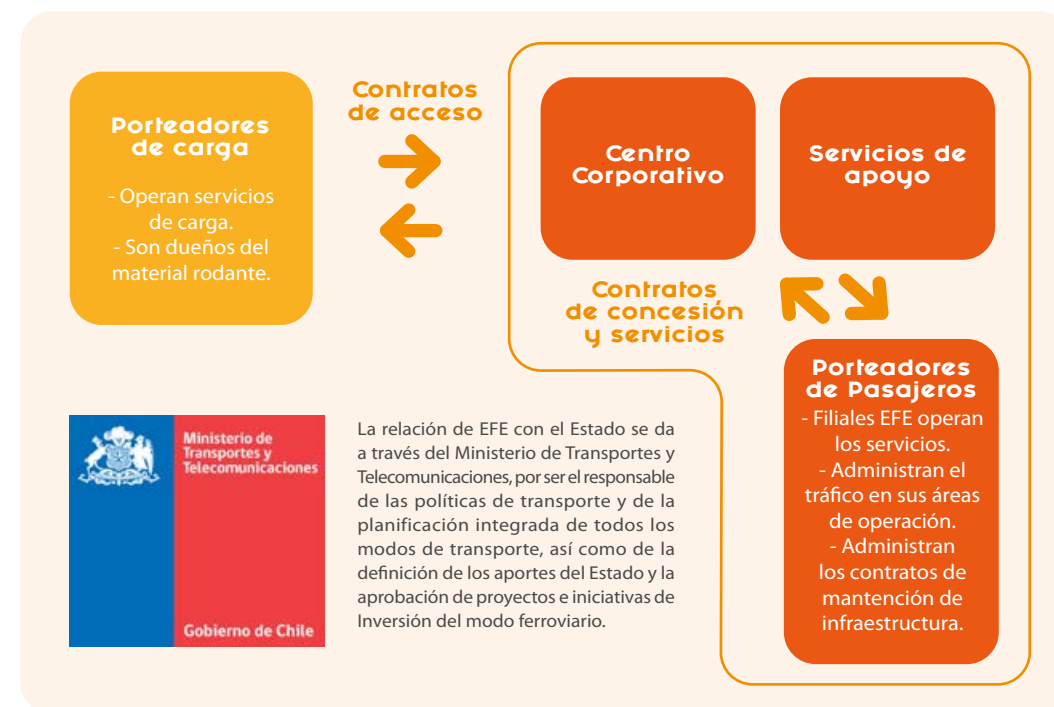 Porteadores
de carga
- Operan servicios
de carga.
- Son dueños del
material rodante.
Contratos
de acceso
Centro
Corporativo
Servicios de
apoyo
Contratos
de concesión
y servicios
Porteadores
de Pasajeros
- Filiales EFE operan
los servicios.
- Administran el
tráfico en sus áreas
de operación.
- Administran
los contratos de
mantención de
infraestructura.
Ministerio de
Transportes y
Telecomunicaciones
Gobierno de Chile
La relación de EFE con el Estado se da
a través del Ministerio de Transportes y
Telecomunicaciones, por ser el responsable
de las políticas de transporte y de la
planificación integrada de todos los
modos de transporte, así como de la
definición de los aportes del Estado y la
aprobación de proyectos e iniciativas de
Inversión del modo ferroviario.